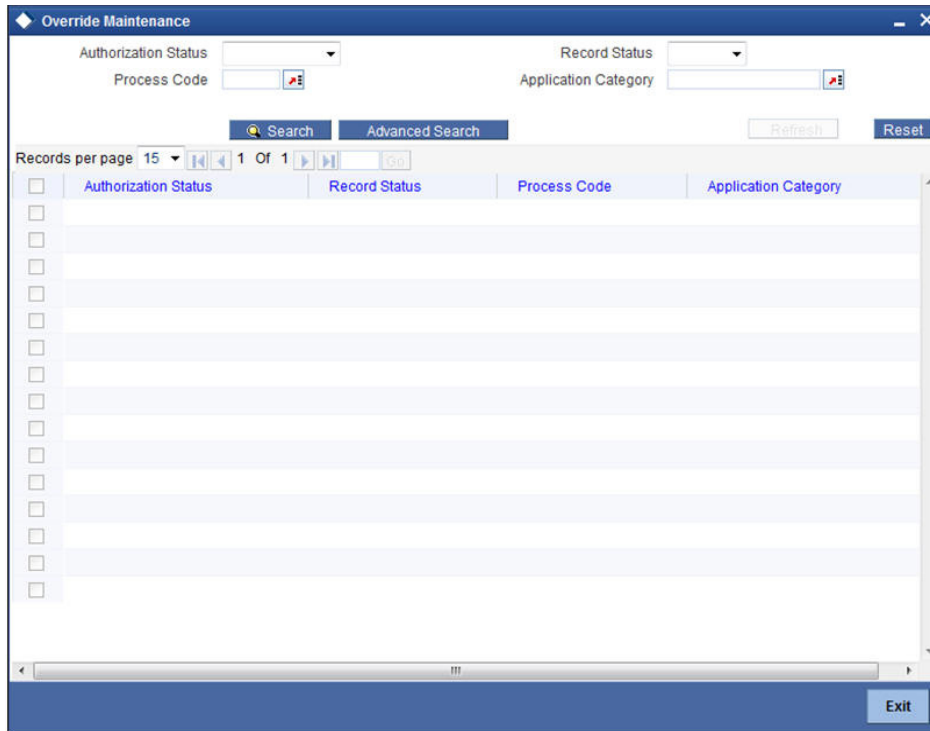 Override Maintenance
Authorization Status Record Status
Process Code Application Category
Search Advanced Search Refresh Reset
Records per page 15 1 Of 1 Go
Authorization Status Record Status Process Code Application Category
Exit